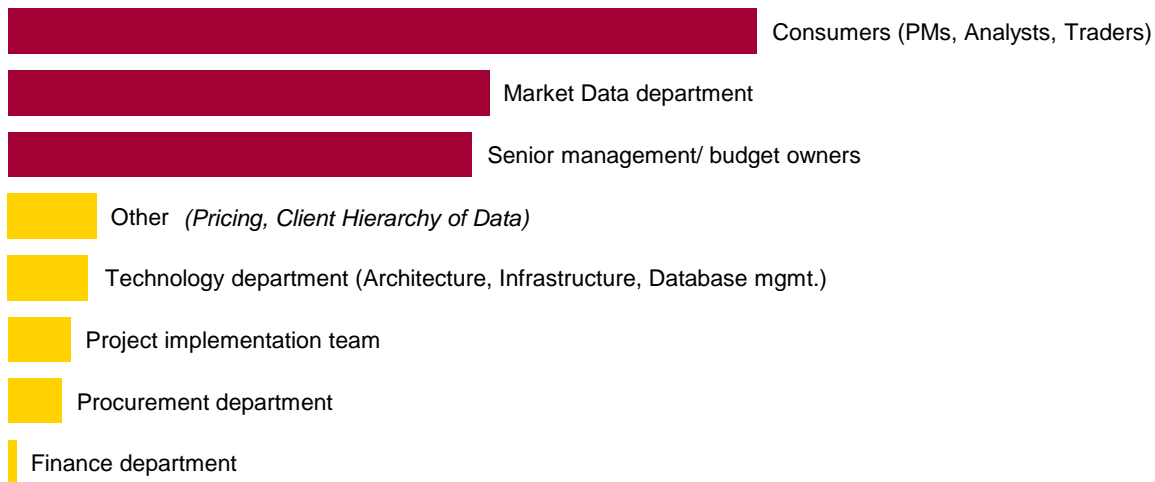 Consumers (PMs, Analysts, Traders)
Market Data department
Senior management/ budget owners
Other (Pricing, Client Hierarchy of Data)
Technology department (Architecture, Infrastructure, Database mgmt.)
Project implementation team
Procurement department
Finance department